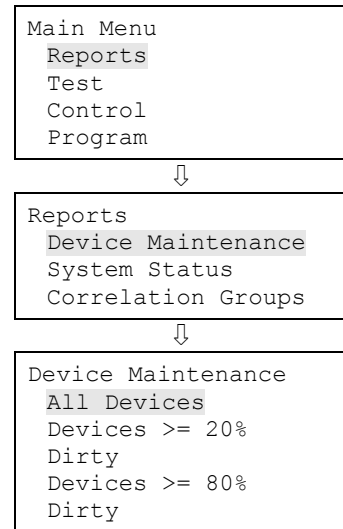 Main Menu
Reports
Test
Control
Program
⇩
Reports
Device Maintenance
System Status
Correlation Groups
⇩
Device Maintenance
All Devices
Devices >= 20%
Dirty
Devices >= 80%
Dirty